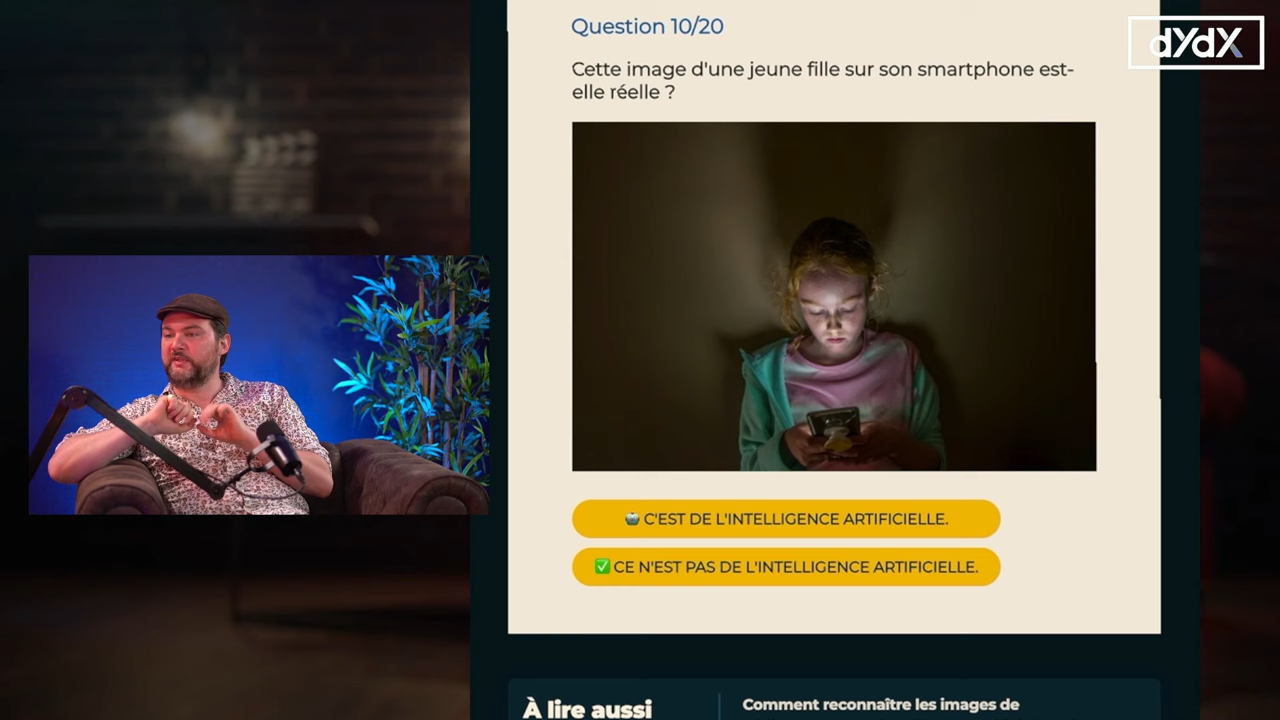 Question 10/20
dYdX
Cette image d'une jeune fille sur son smartphone est-
elle réelle ?
C'EST DE L'INTELLIGENCE ARTIFICIELLE.
CE N'EST PAS DE L'INTELLIGENCE ARTIFICIELLE.
À lire aussi
Comment reconnaître les images de